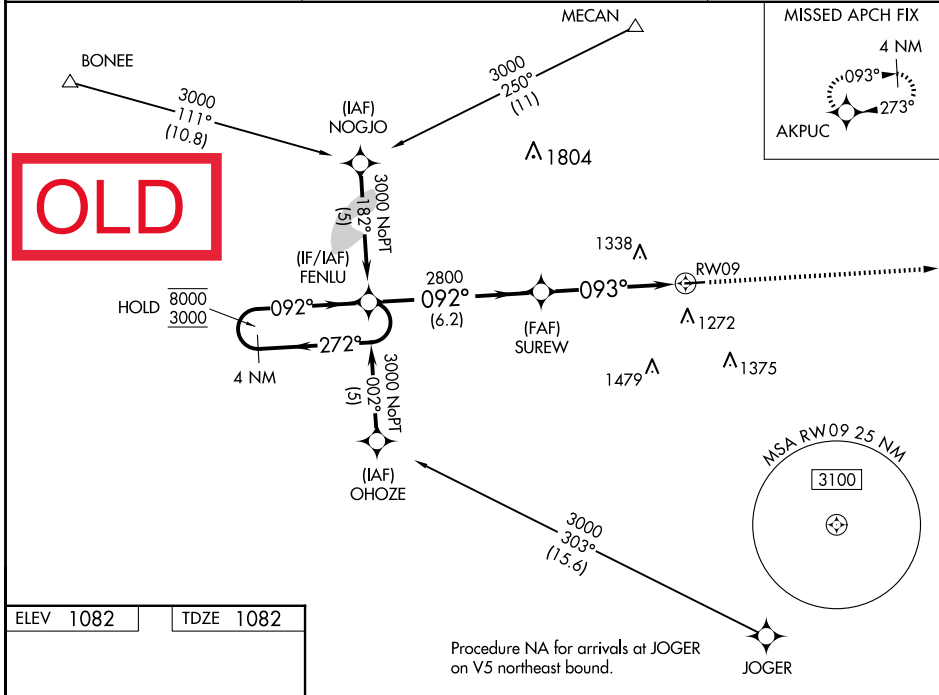 MECAN
MISSED APCH FIX
4 NM
093°
273°
AKPUC
BONEE
3000
111°
(10.8)
3000
250°
(11)
(IAF)
NOGJO
1804
OLD
3000 NoPT
182°
(5)
(IF/IAF)
FENLU
1338
RW09
HOLD
8000
3000
092°
2800
092°
(6.2)
093°
(FAF)
SUREW
272°
4 NM
1272
1479
1375
3000 NoPT
002°
(5)
(IAF)
OHOZE
MSA RW09 25 NM
3100
3000
303°
(15.6)
ELEV 1082
TDZE 1082
Procedure NA for arrivals at JOGER
on V5 northeast bound.
JOGER